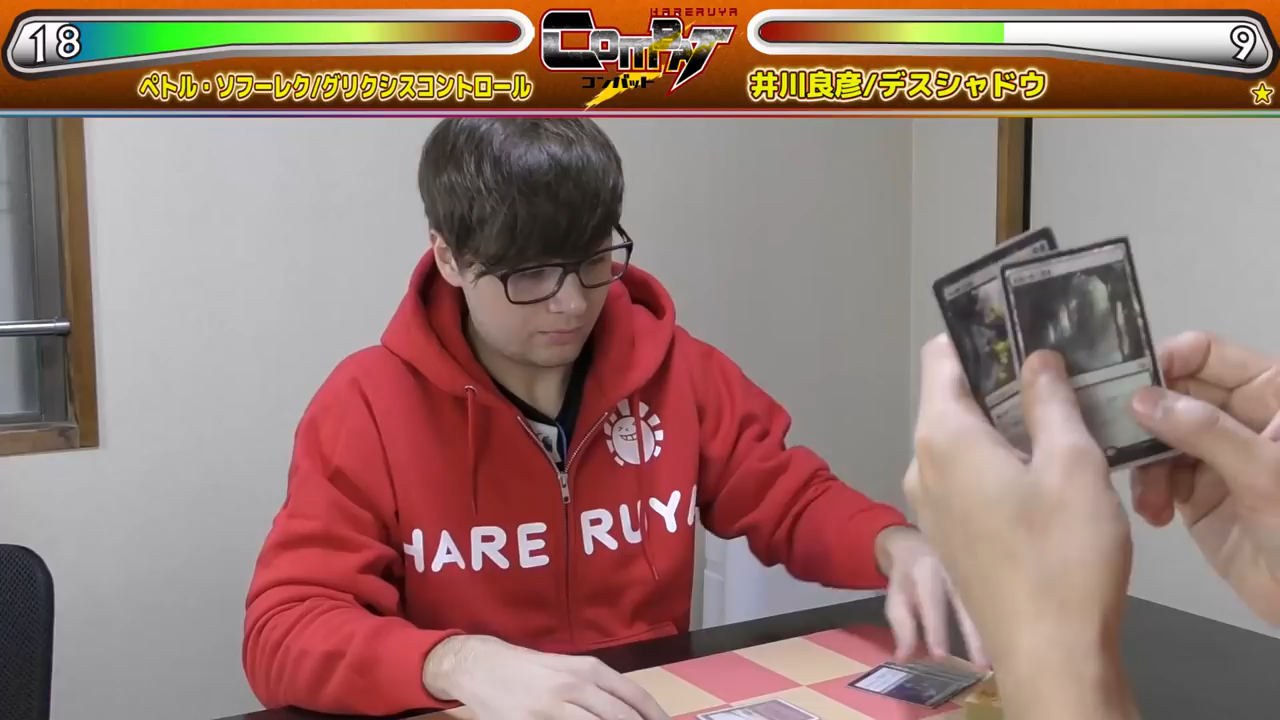 18
HARERUYA
COMBAT
コンバット
9
ペトル・ソフーレク/グリクシスコントロール
井川良彦/デスシャドウ
HARE RUYA